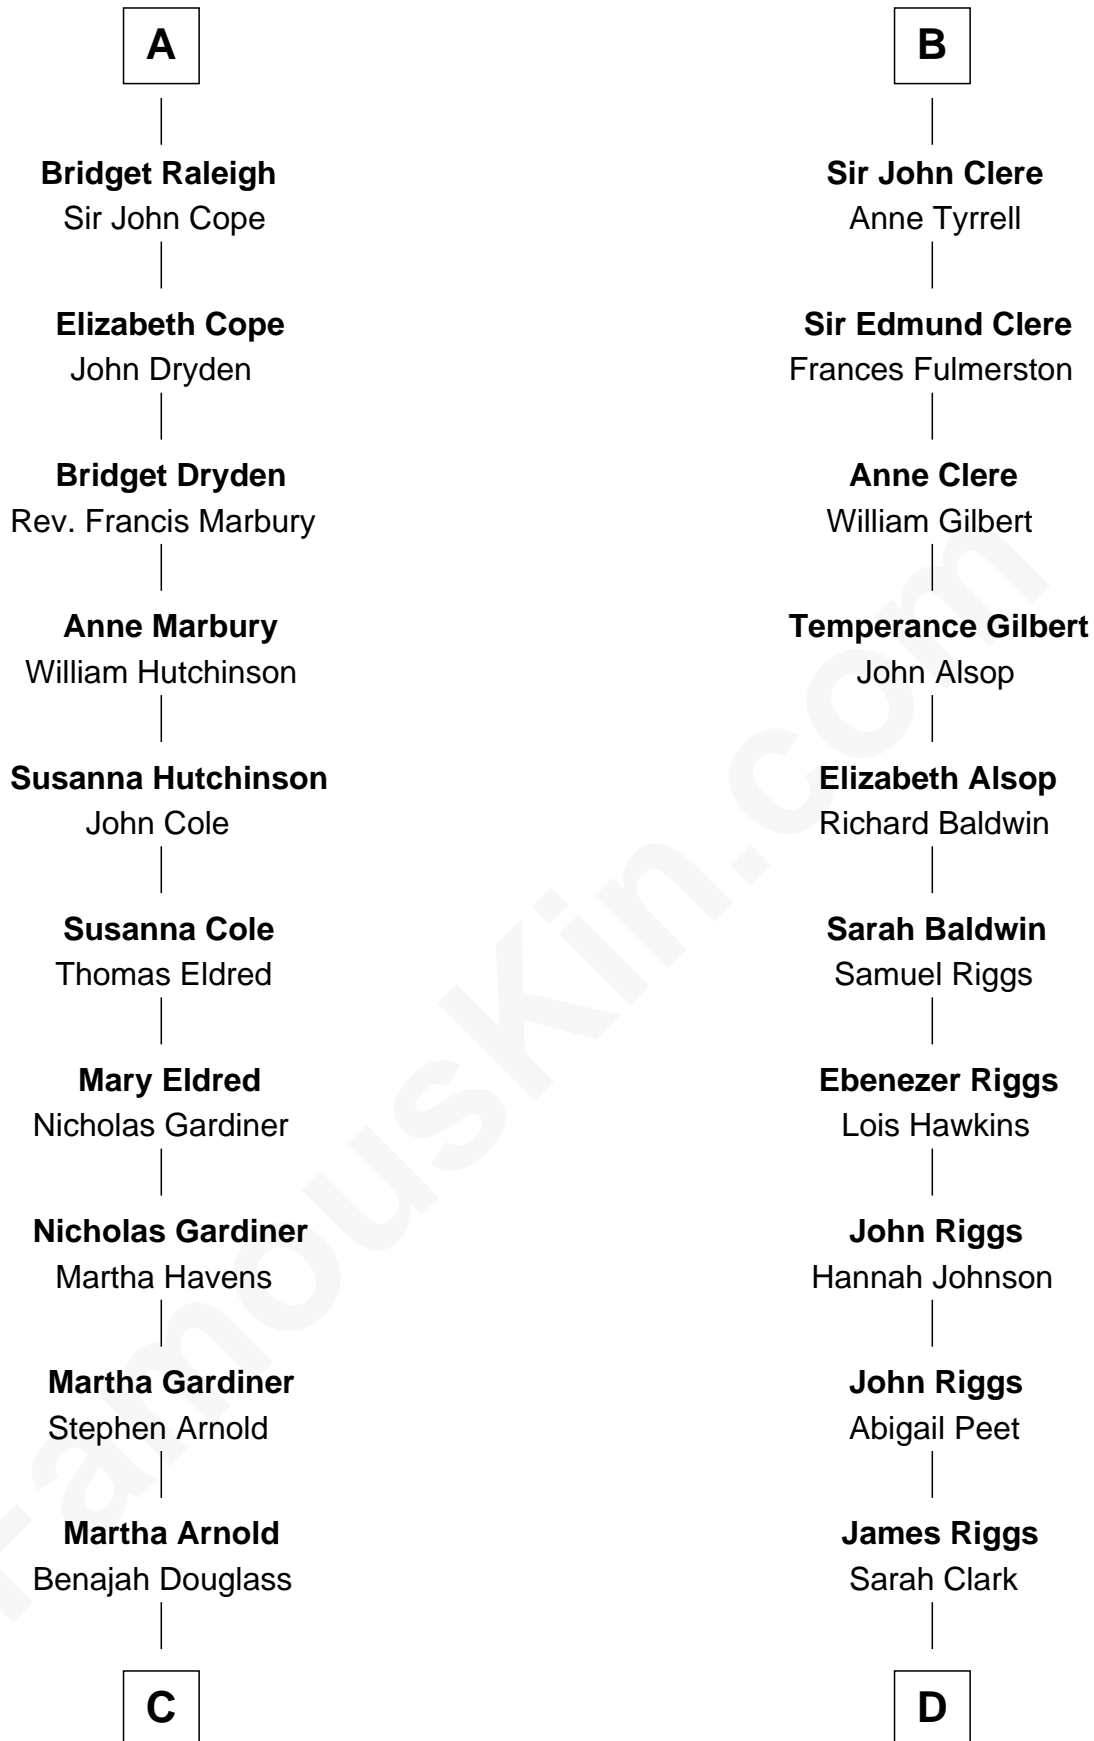 A
Bridget Raleigh
Sir John Cope
Elizabeth Cope
John Dryden
Bridget Dryden
Rev. Francis Marbury
Anne Marbury
William Hutchinson
Susanna Hutchinson
John Cole
Susanna Cole
Thomas Eldred
Mary Eldred
Nicholas Gardiner
Nicholas Gardiner
Martha Havens
Martha Gardiner
Stephen Arnold
Martha Arnold
Benajah Douglass
C
B
Sir John Clere
Anne Tyrrell
Sir Edmund Clere
Frances Fulmerston
Anne Clere
William Gilbert
Temperance Gilbert
John Alsop
Elizabeth Alsop
Richard Baldwin
Sarah Baldwin
Samuel Riggs
Ebenezer Riggs
Lois Hawkins
John Riggs
Hannah Johnson
John Riggs
Abigail Peet
James Riggs
Sarah Clark
D
FamousKin.com